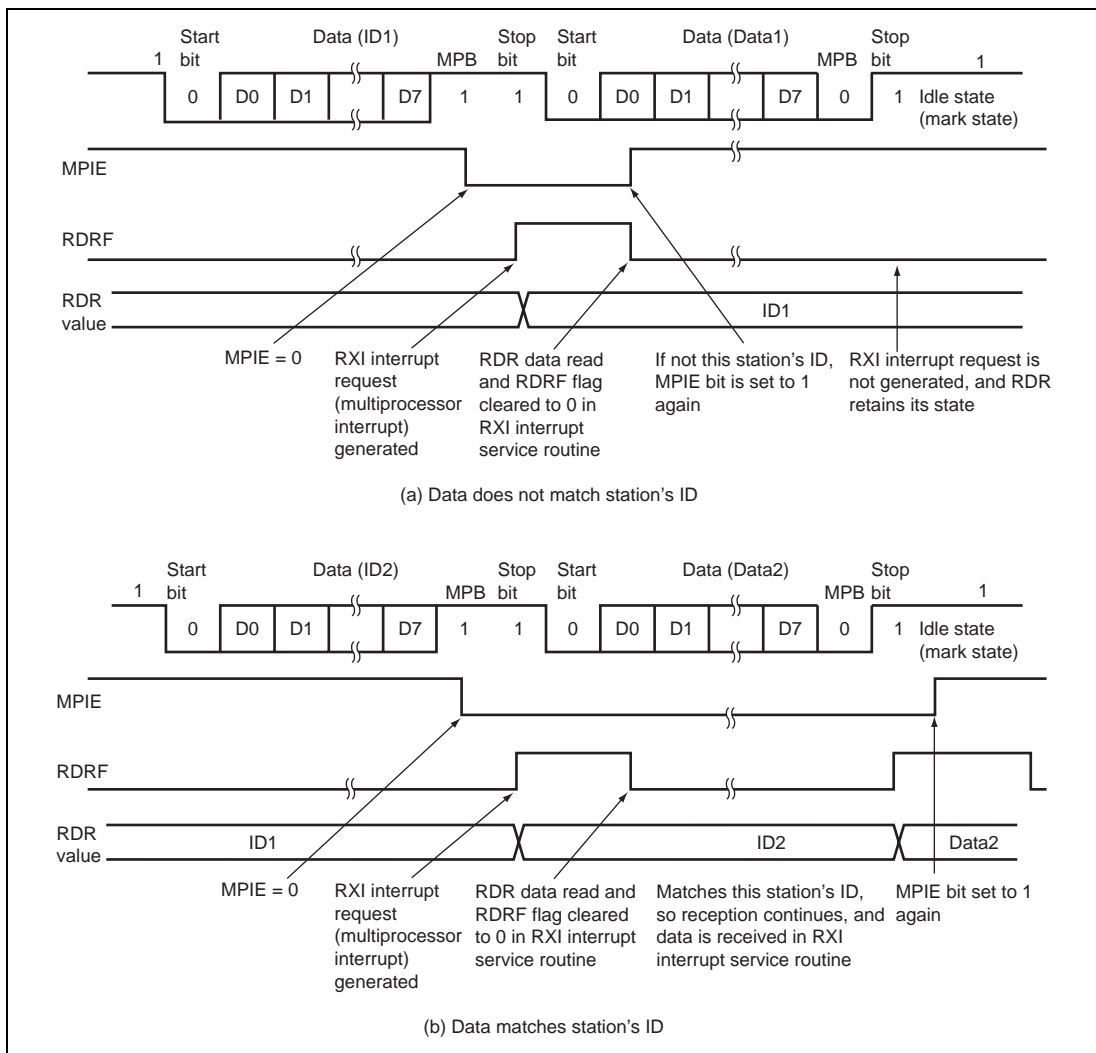 Start bit Data (ID1) MPB Stop bit Start bit Data (Data1) MPB Stop bit
1 0 D0 D1 D7 1 1 0 D0 D1 D7 0 1 1
Idle state (mark state)
MPIE
RDRF
RDR value
ID1
MPIE = 0
RXI interrupt
request
(multiprocessor
interrupt)
generated
RDR data read
and RDRF flag
cleared to 0 in
RXI interrupt
service routine
If not this station's ID,
MPIE bit is set to 1
again
RXI interrupt request is
not generated, and RDR
retains its state
(a) Data does not match station's ID
Start bit Data (ID2) MPB Stop bit Start bit Data (Data2) MPB Stop bit
1 0 D0 D1 D7 1 1 0 D0 D1 D7 0 1 1
Idle state (mark state)
MPIE
RDRF
RDR value
ID1 ID2 Data2
MPIE = 0
RXI interrupt
request
(multiprocessor
interrupt)
generated
RDR data read and
RDRF flag cleared
to 0 in RXI interrupt
service routine
Matches this station's ID,
so reception continues, and
data is received in RXI
interrupt service routine
MPIE bit set to 1
again
(b) Data matches station's ID